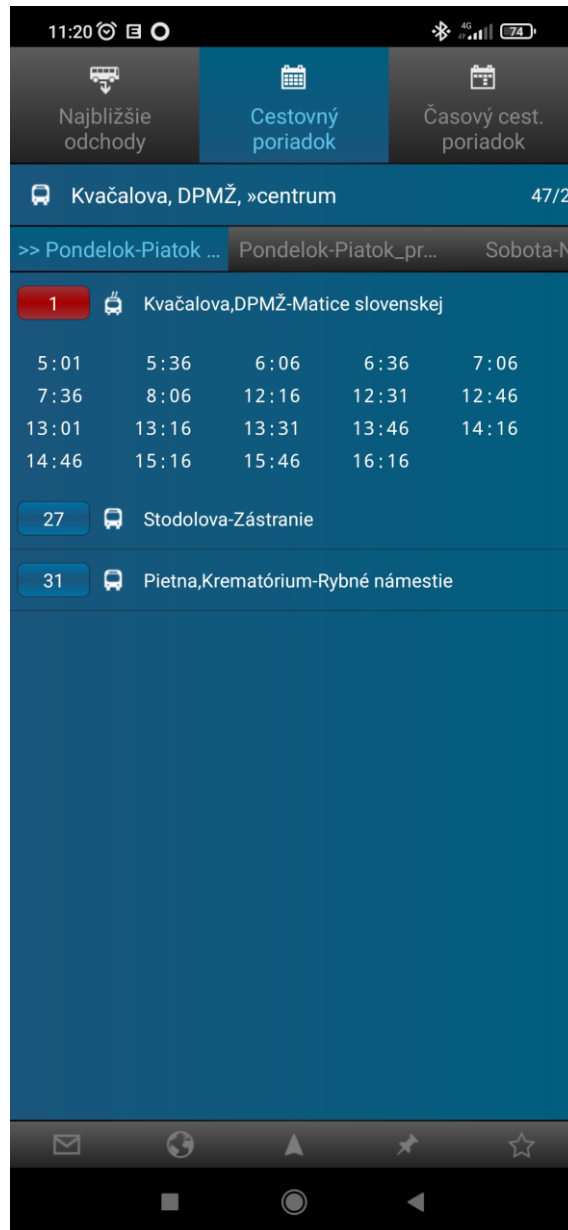 11:20
4G
74
Najbližšie
odchody
Cestovný
poriadok
Časový cest.
poriadok
Kvačalova, DPMŽ, »centrum
47/2
>> Pondelok-Piatok ...
Pondelok-Piatok_pr...
Sobota-N
1 Kvačalova,DPMŽ-Matice slovenskej
5:01 5:36 6:06 6:36 7:06
7:36 8:06 12:16 12:31 12:46
13:01 13:16 13:31 13:46 14:16
14:46 15:16 15:46 16:16
27 Stodolova-Zástranie
31 Pietna,Krematórium-Rybné námestie